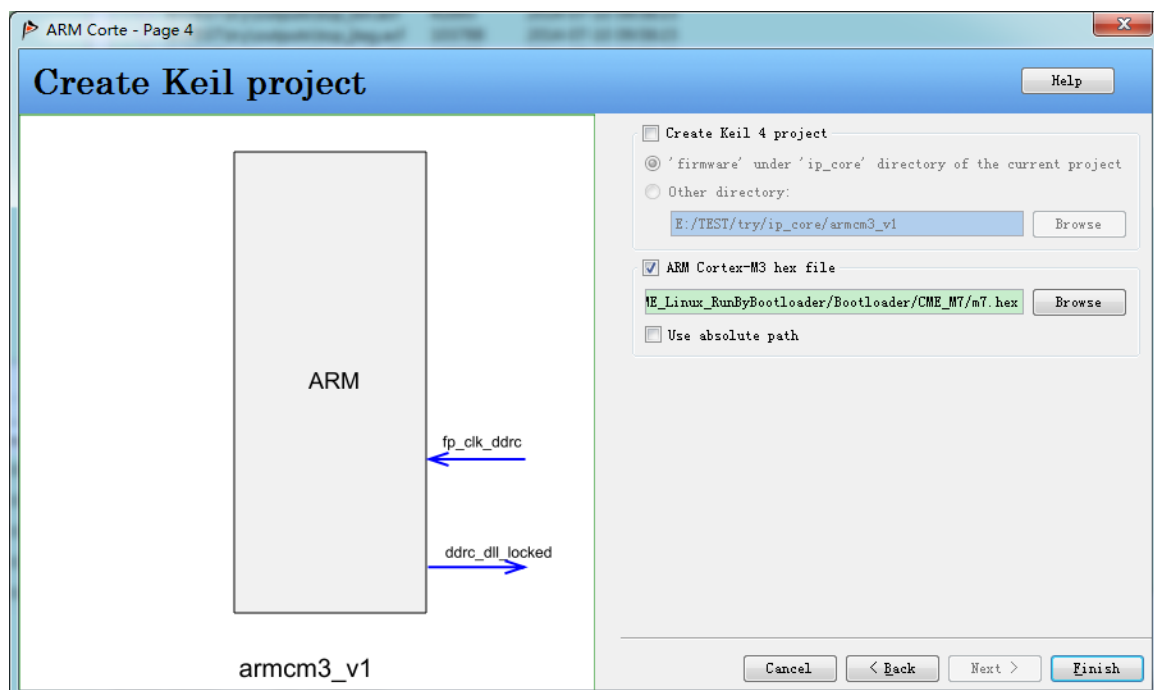 ARM Corte - Page 4
Create Keil project
Help
Create Keil 4 project
'firmware' under 'ip_core' directory of the current project
Other directory:
E:/TEST/try/ip_core/armcm3_v1
Browse
ARM Cortex-M3 hex file
ME_Linux_RunByBootloader/Bootloader/CME_M7/m7.hex
Browse
Use absolute path
ARM
fp_clk_ddrc
ddrc_dll_locked
armcm3_v1
Cancel
< Back
Next >
Finish